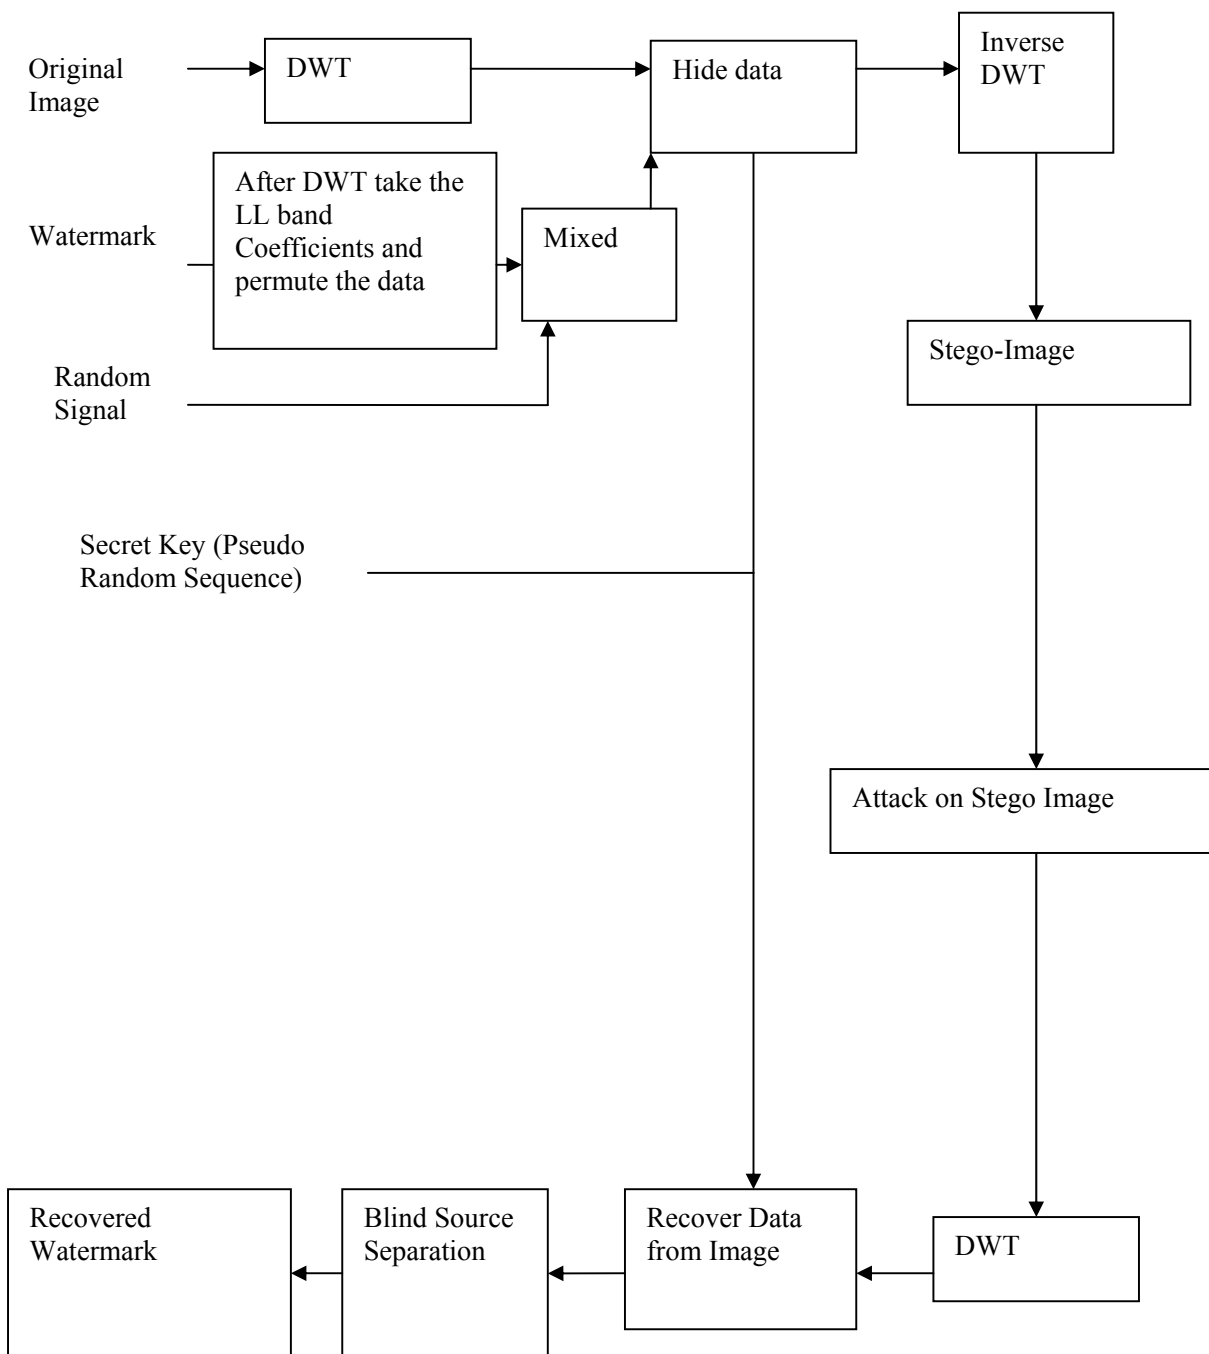 Original
Image
DWT
Hide data
Inverse
DWT
Watermark
After DWT take the
LL band
Coefficients and
permute the data
Mixed
Random
Signal
Stego-Image
Secret Key (Pseudo
Random Sequence)
Attack on Stego Image
Recovered
Watermark
Blind Source
Separation
Recover Data
from Image
DWT